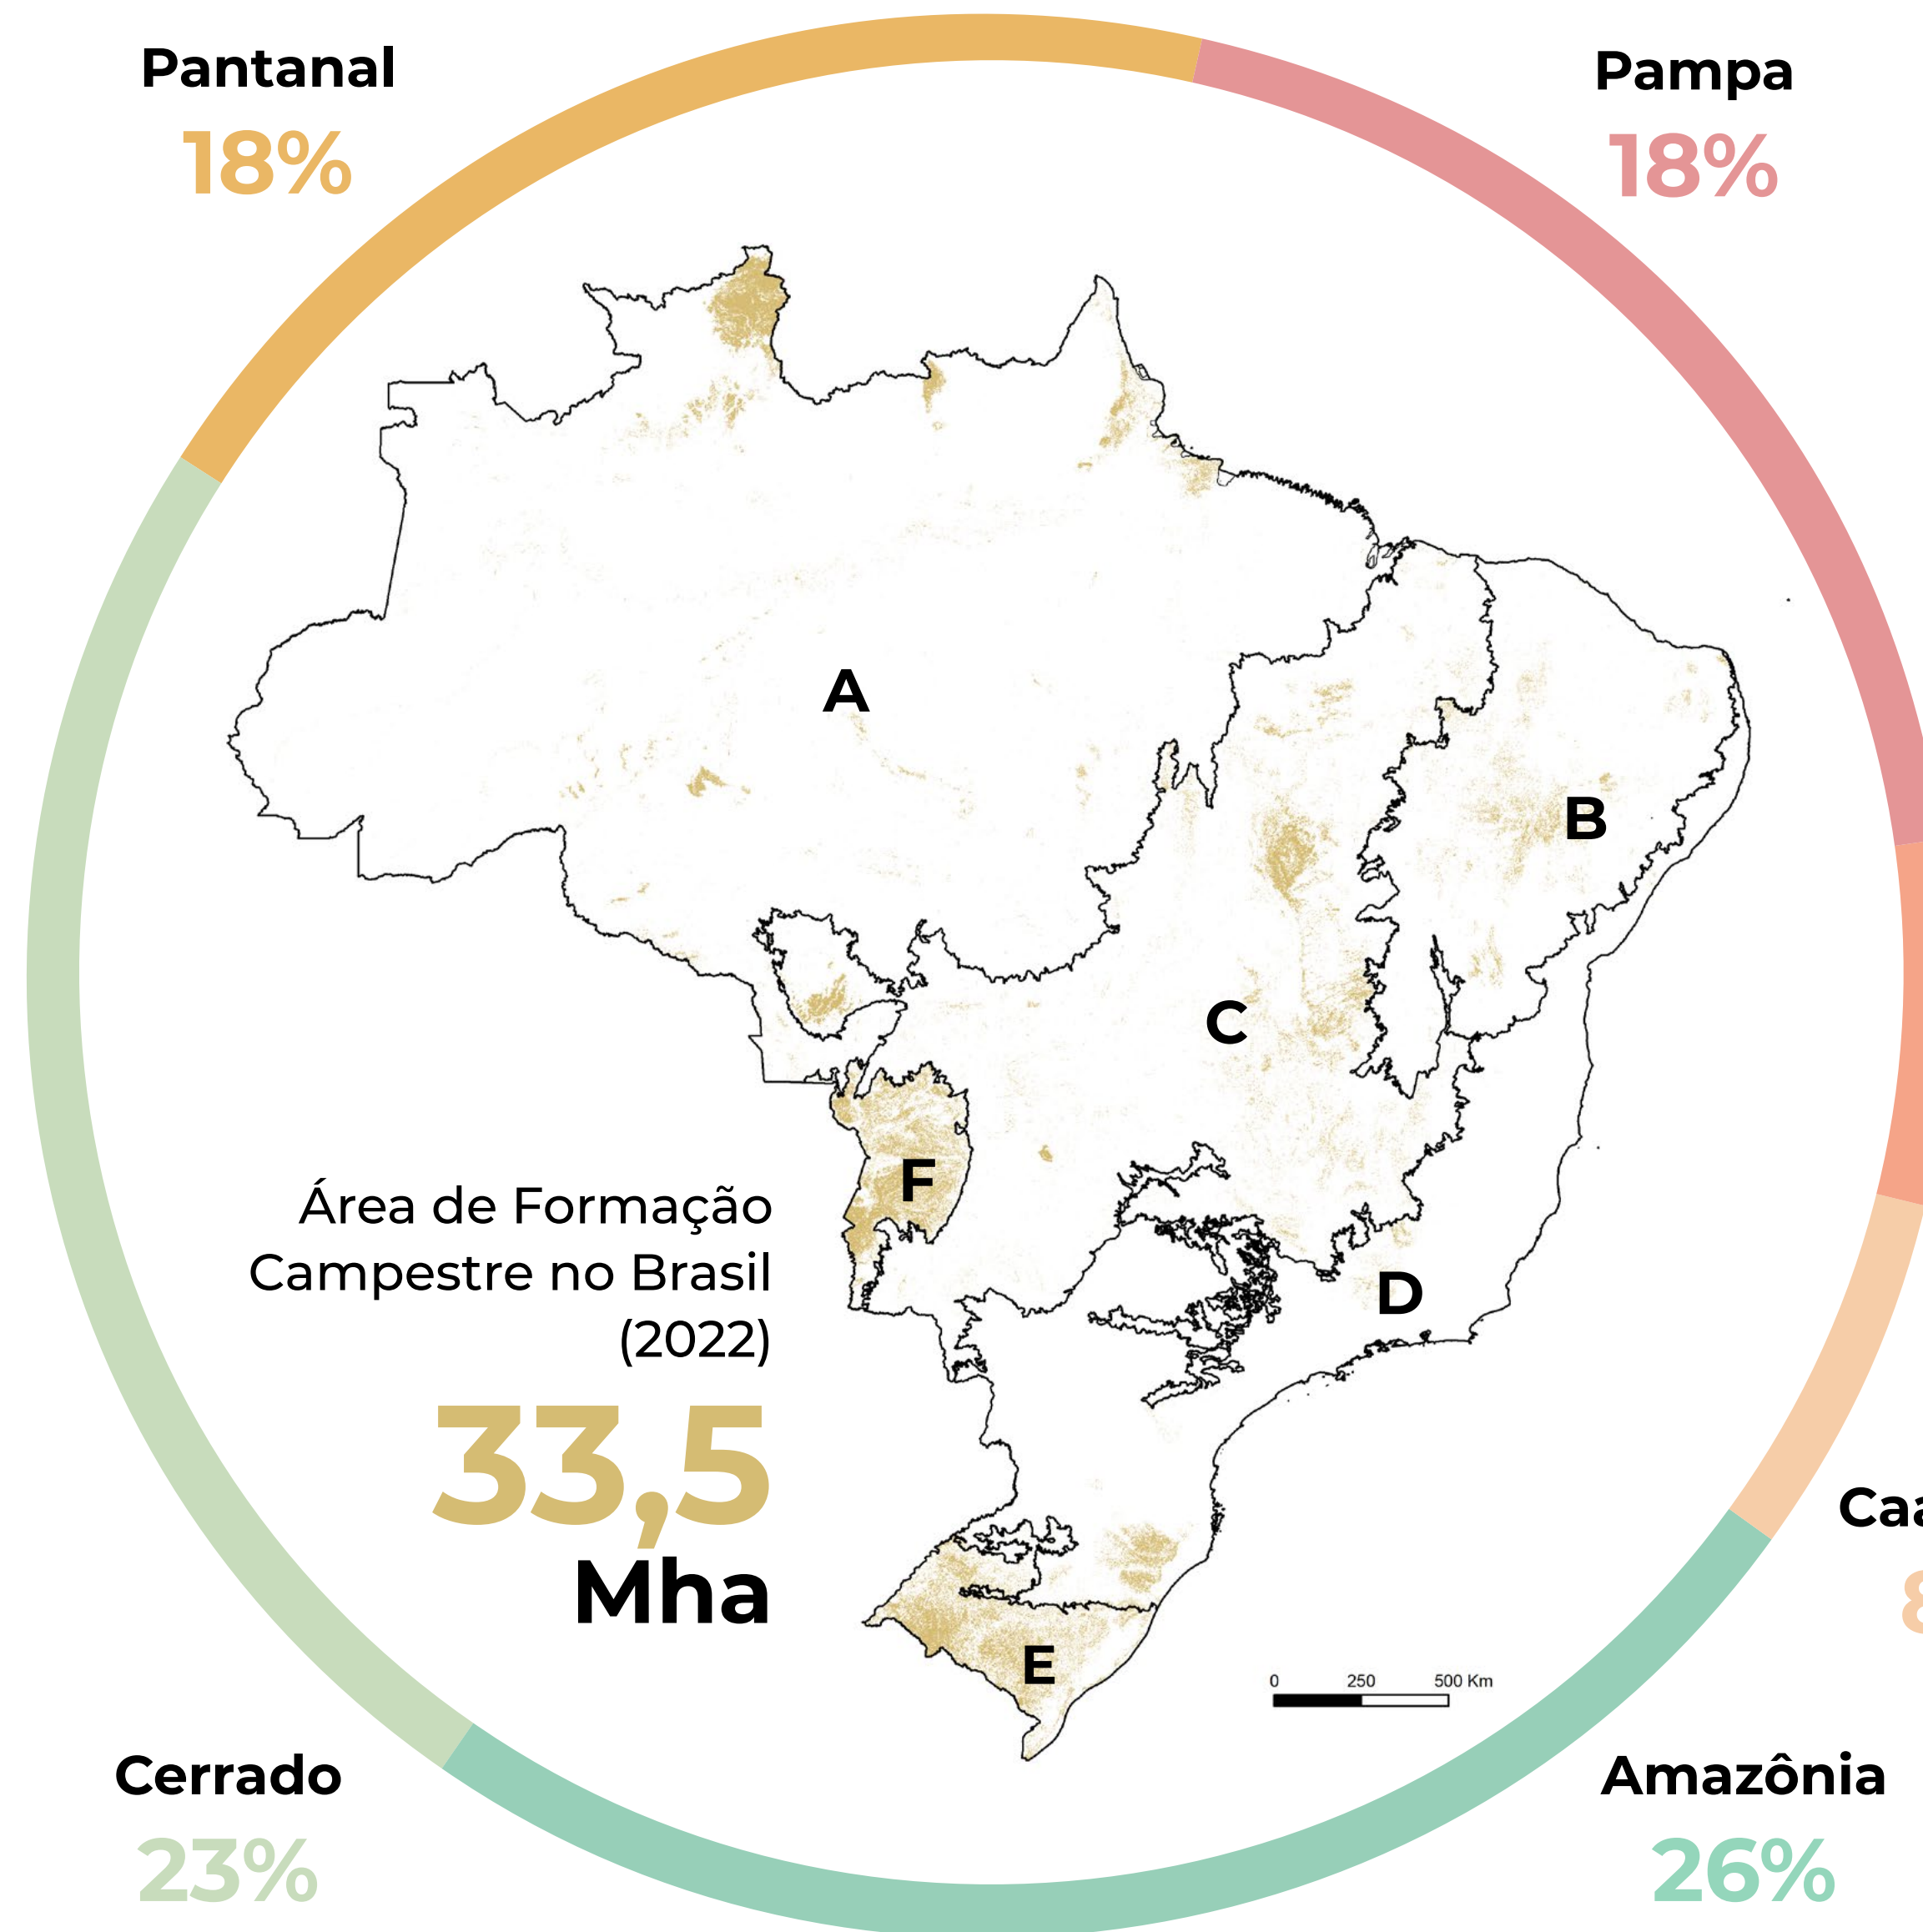 Pantanal
18%
Pampa
18%
A
B
C
F
D
E
Área de Formação
Campestre no Brasil
(2022)
33,5
Mha
0 250 500 Km
Cerrado
23%
Amazônia
26%